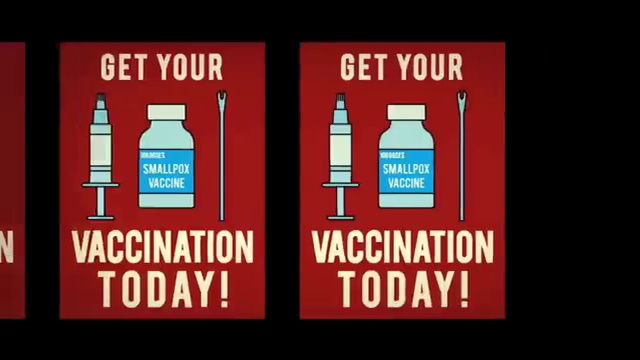 GET YOUR
SMALLPOX
VACCINE
VACCINATION
TODAY!
GET YOUR
SMALLPOX
VACCINE
VACCINATION
TODAY!
N